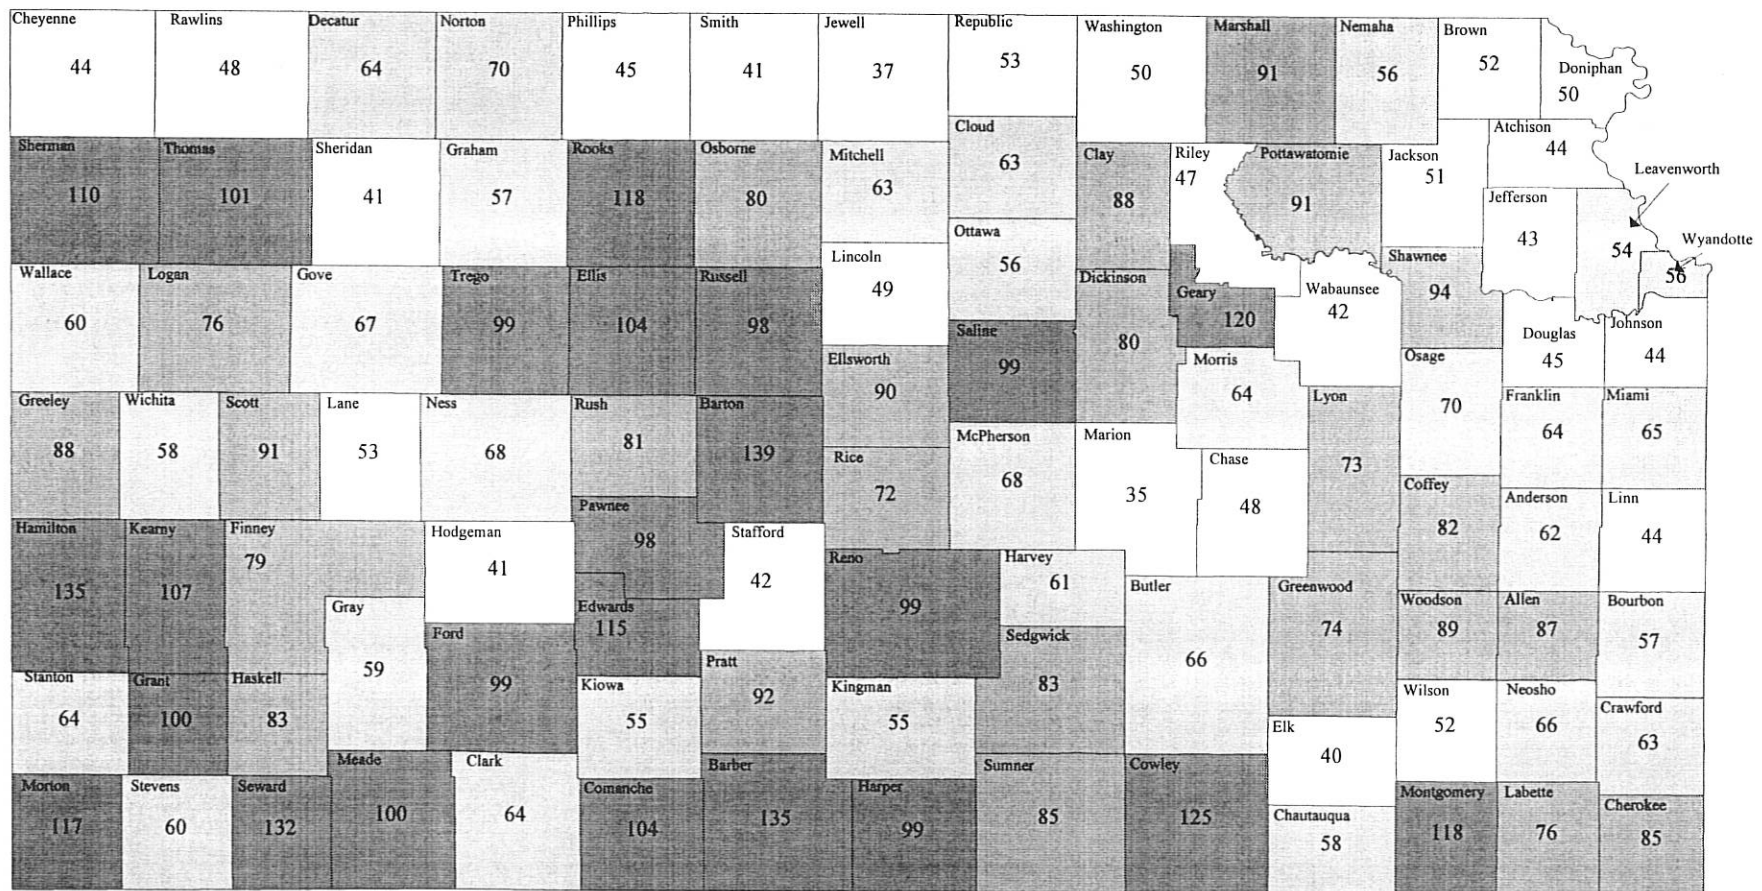 Cheyenne
44
Rawlins
48
Decatur
64
Norton
70
Phillips
45
Smith
41
Jewell
37
Republic
53
Washington
50
Marshall
91
Nemaha
56
Brown
52
Doniphan
50
Sherman
110
Thomas
101
Sheridan
41
Graham
57
Rooks
118
Osborne
80
Mitchell
63
Cloud
63
Clay
88
Riley
47
Pottawatomie
91
Jackson
51
Atchison
44
Leavenworth
54
Jefferson
43
Wyandotte
56
Ottawa
56
Lincoln
49
Wallace
60
Logan
76
Gove
67
Trego
99
Ellis
104
Russell
98
Dickinson
80
Geary
120
Wabaunsee
42
Shawnee
94
Douglas
45
Johnson
44
Saline
99
Ellsworth
90
Morris
64
Osage
70
Greeley
88
Wichita
58
Scott
91
Lane
53
Ness
68
Rush
81
Barton
139
Rice
72
McPherson
68
Marion
35
Chase
48
Lyon
73
Franklin
64
Miami
65
Coffey
82
Anderson
62
Linn
44
Hamilton
135
Kearny
107
Finney
79
Hodgeman
41
Pawnee
98
Stafford
42
Reno
99
Harvey
61
Butler
66
Greenwood
74
Woodson
89
Allen
87
Bourbon
57
Gray
59
Ford
99
Edwards
115
Sedgwick
83
Stanton
64
Grant
100
Haskell
83
Kiowa
55
Pratt
92
Kingman
55
Elk
40
Wilson
52
Neosho
66
Crawford
63
Morton
117
Stevens
60
Seward
132
Meade
100
Clark
64
Comanche
104
Barber
135
Harper
99
Sumner
85
Cowley
125
Chautauqua
58
Montgomery
118
Labette
76
Cherokee
85